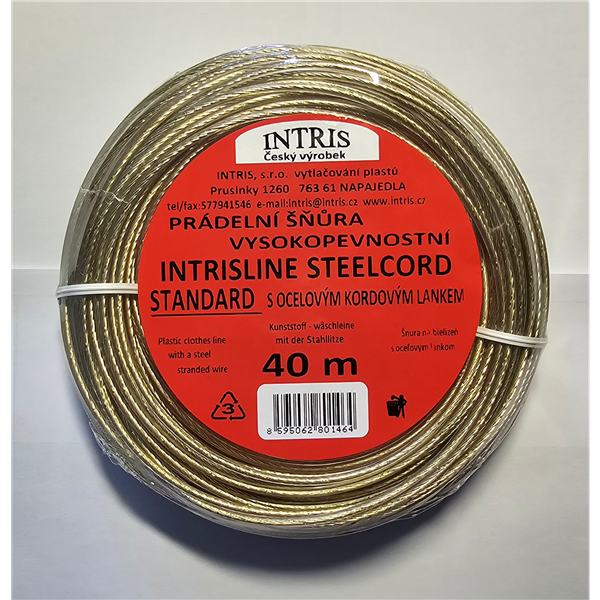 INTRIS
český výrobek
INTRIS, s.r.o. vytlačování plastů
Prusinky 1260 763 61 NAPAJEDLA
tel/fax:577941546 e-mail:intris@intris.cz www.intris.cz
PRÁDELNÍ ŠŇŮRA
VYSOKOPEVNOSTNÍ
INTRISLINE STEELCORD
STANDARD S OCELOVÝM KORDOVÝM LANKEM
Plastic clothes line
with a steel
stranded wire
Kunststoff - wäschleine
mit der Stahllitze
Šnura na bielizeň
s oceľovým lankom
40 m
3
8 595062 801464